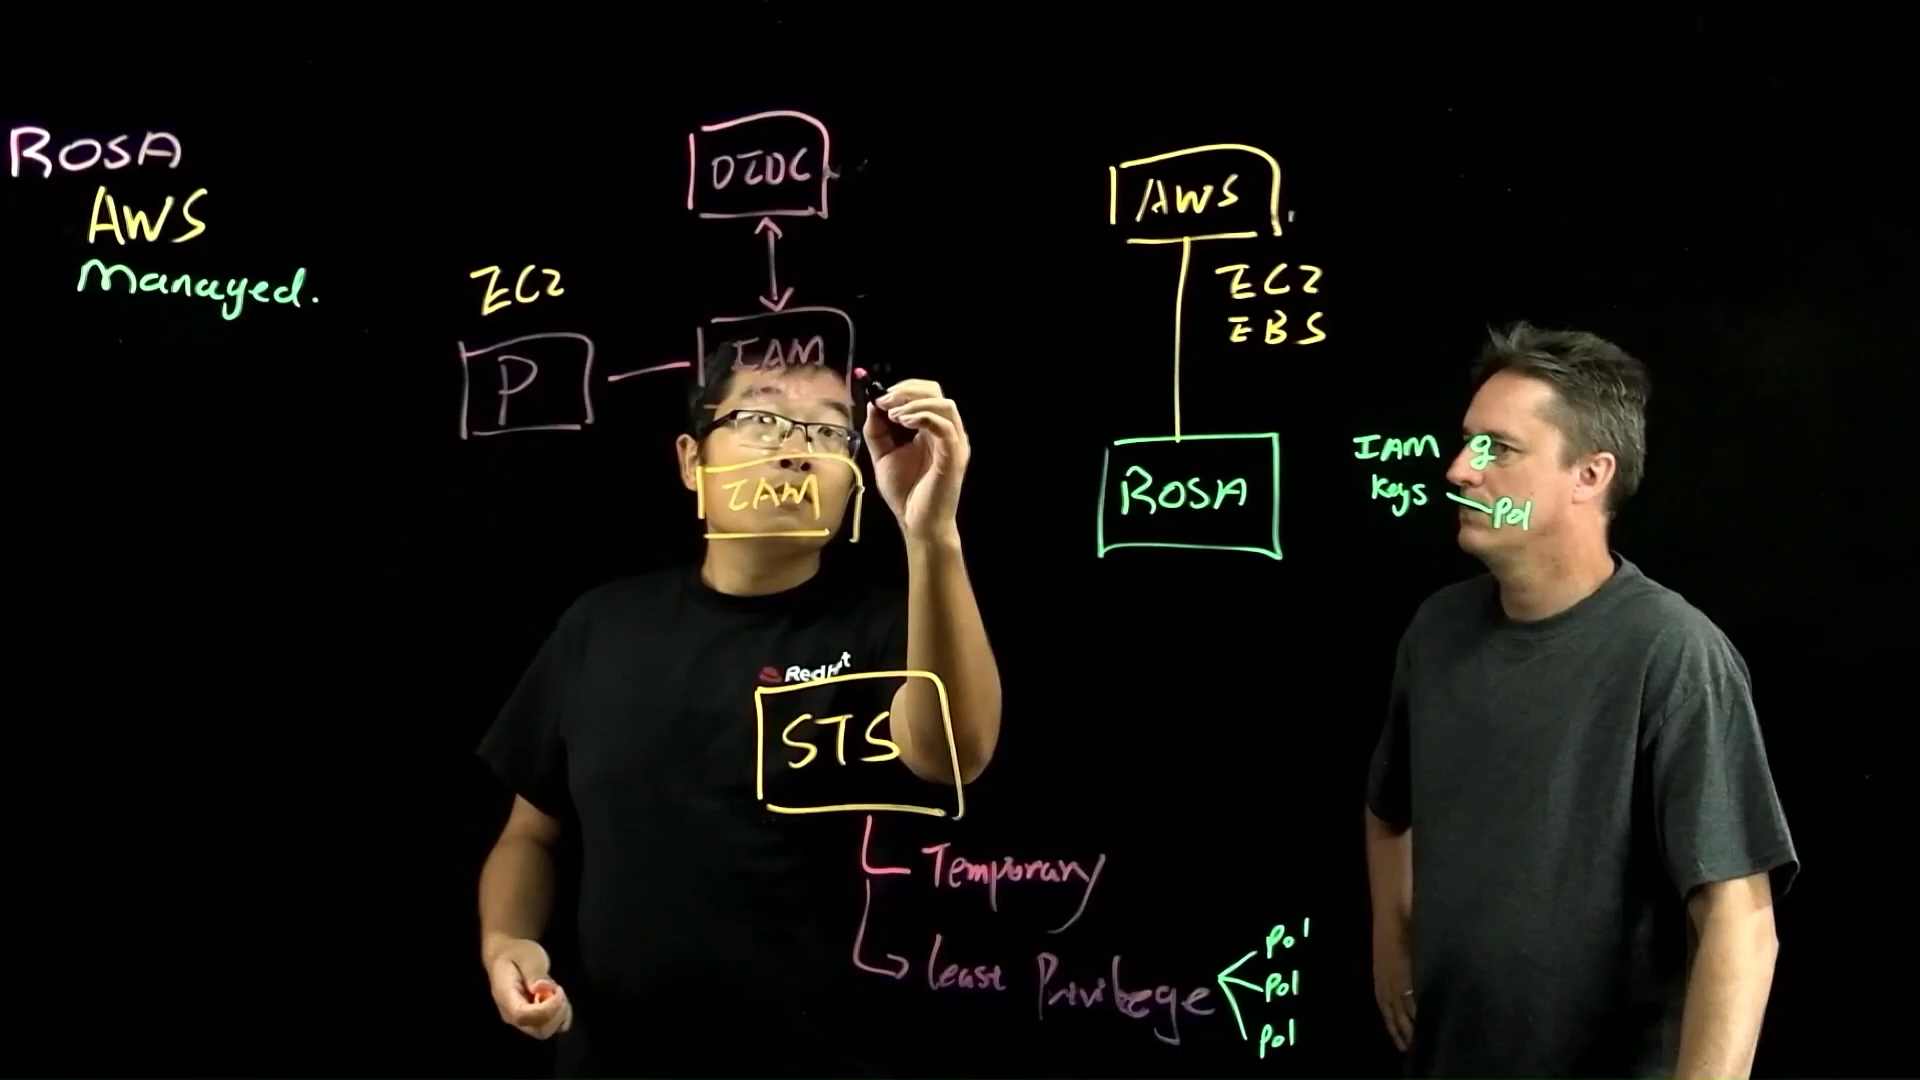 ROSA
AWS
Managed.
OIDC
EC2
P
IAM
IAM
AWS
EC2
EBS
ROSA
IAM
Keys
Pol
Red Hat
STS
Temporary
Least Privilege
Pol
Pol
Pol